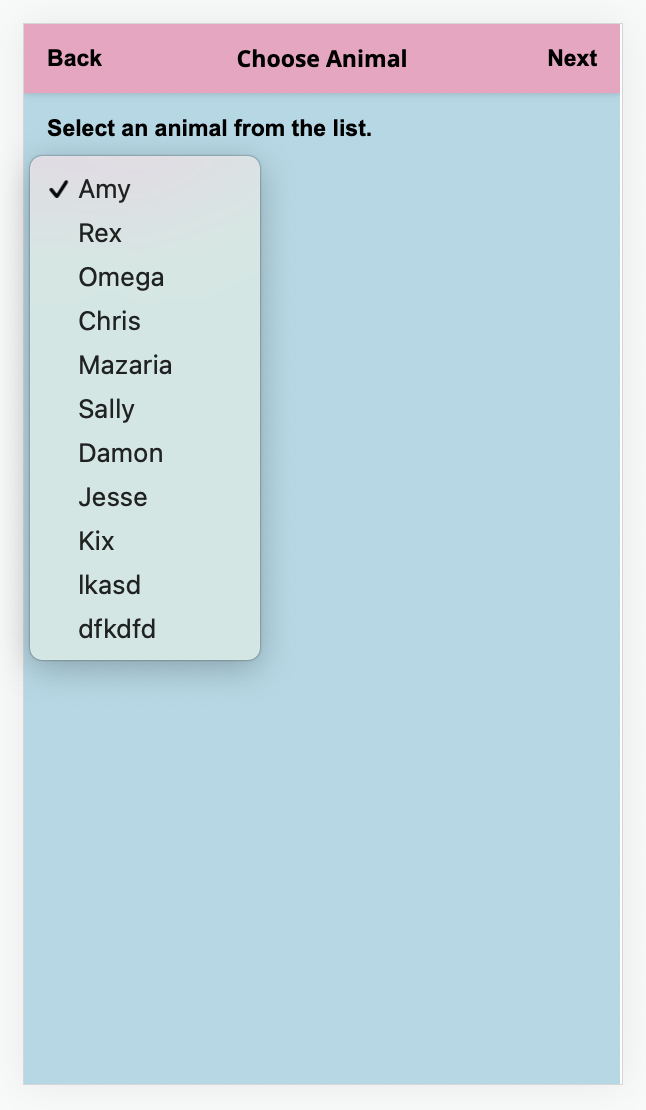 Back Choose Animal Next
Select an animal from the list.
✓ Amy
Rex
Omega
Chris
Mazaria
Sally
Damon
Jesse
Kix
lkasd
dfkdfd